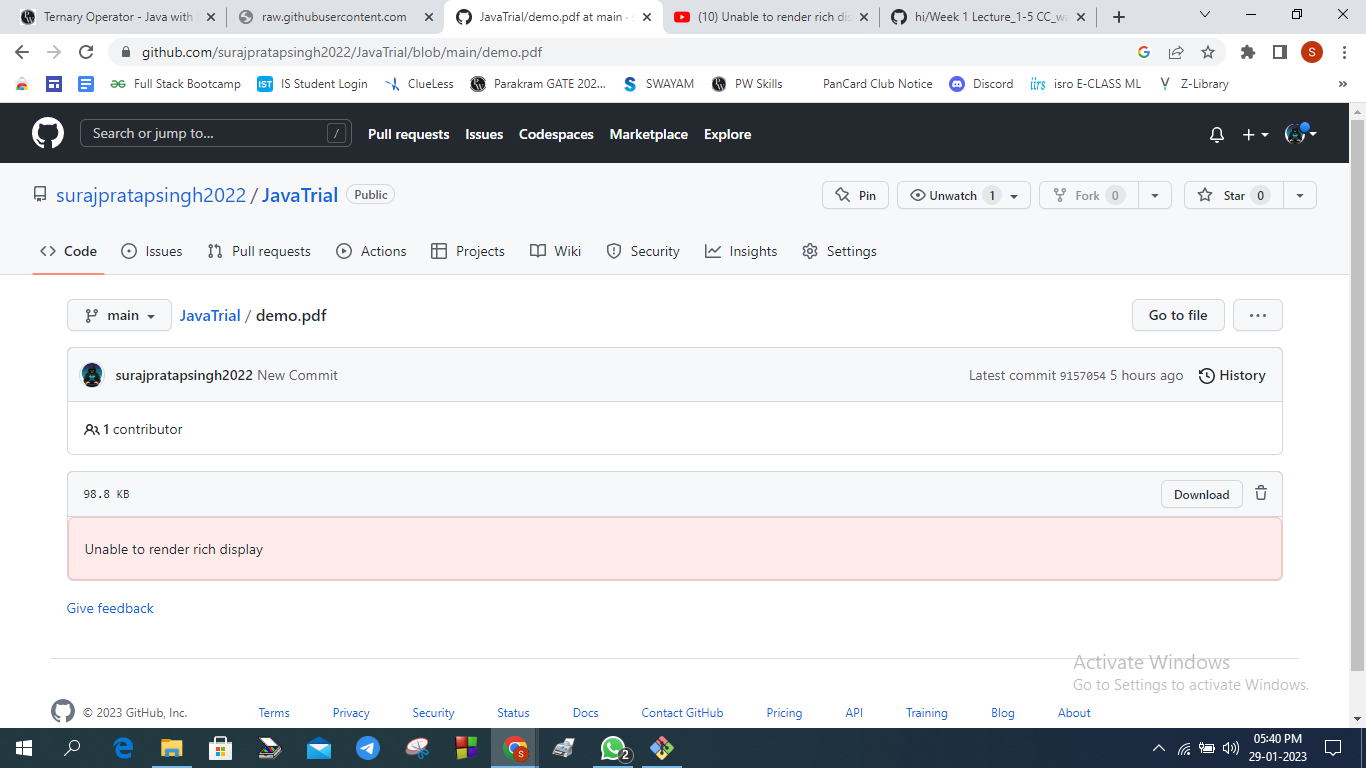 Ternary Operator - Java with
raw.githubusercontent.com
JavaTrial/demo.pdf at main · s
(10) Unable to render rich dis
hi/Week 1 Lecture_1-5 CC_wa
github.com/surajpratapsingh2022/JavaTrial/blob/main/demo.pdf
S
Full Stack Bootcamp
IST IS Student Login
ClueLess
Parakram GATE 202...
SWAYAM
PW Skills
PanCard Club Notice
Discord
iirs isro E-CLASS ML
Z-Library
»
Search or jump to... /
Pull requests
Issues
Codespaces
Marketplace
Explore
surajpratapsingh2022 / JavaTrial Public
Pin
Unwatch 1
Fork 0
Star 0
Code
Issues
Pull requests
Actions
Projects
Wiki
Security
Insights
Settings
main
JavaTrial / demo.pdf
Go to file
...
surajpratapsingh2022 New Commit
Latest commit 9157054 5 hours ago
History
1 contributor
98.8 KB
Download
Unable to render rich display
Give feedback
Activate Windows
Go to Settings to activate Windows.
© 2023 GitHub, Inc.
Terms
Privacy
Security
Status
Docs
Contact GitHub
Pricing
API
Training
Blog
About
S
2
05:40 PM
29-01-2023